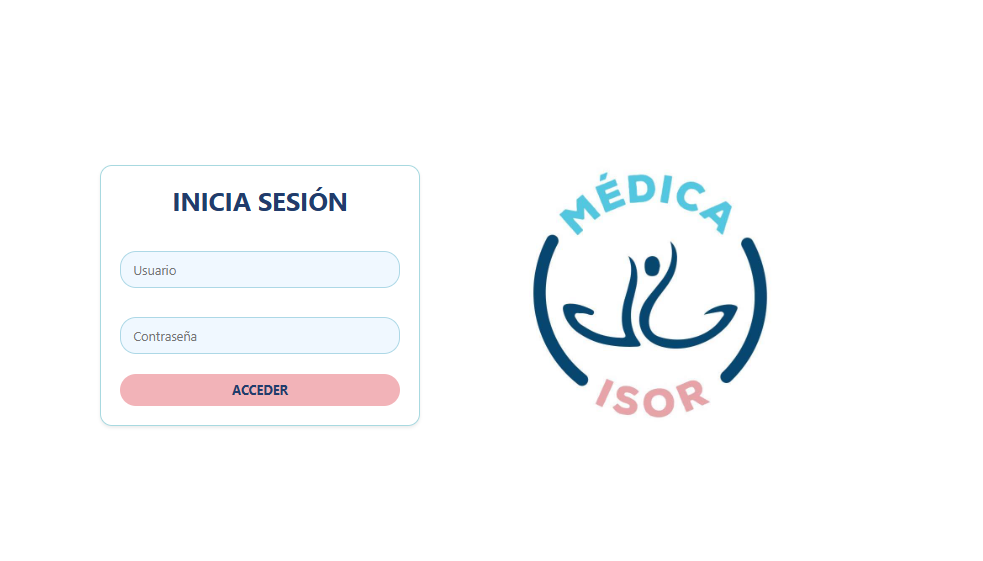 INICIA SESIÓN
Usuario
Contraseña
ACCEDER
MÉDICA
ISOR